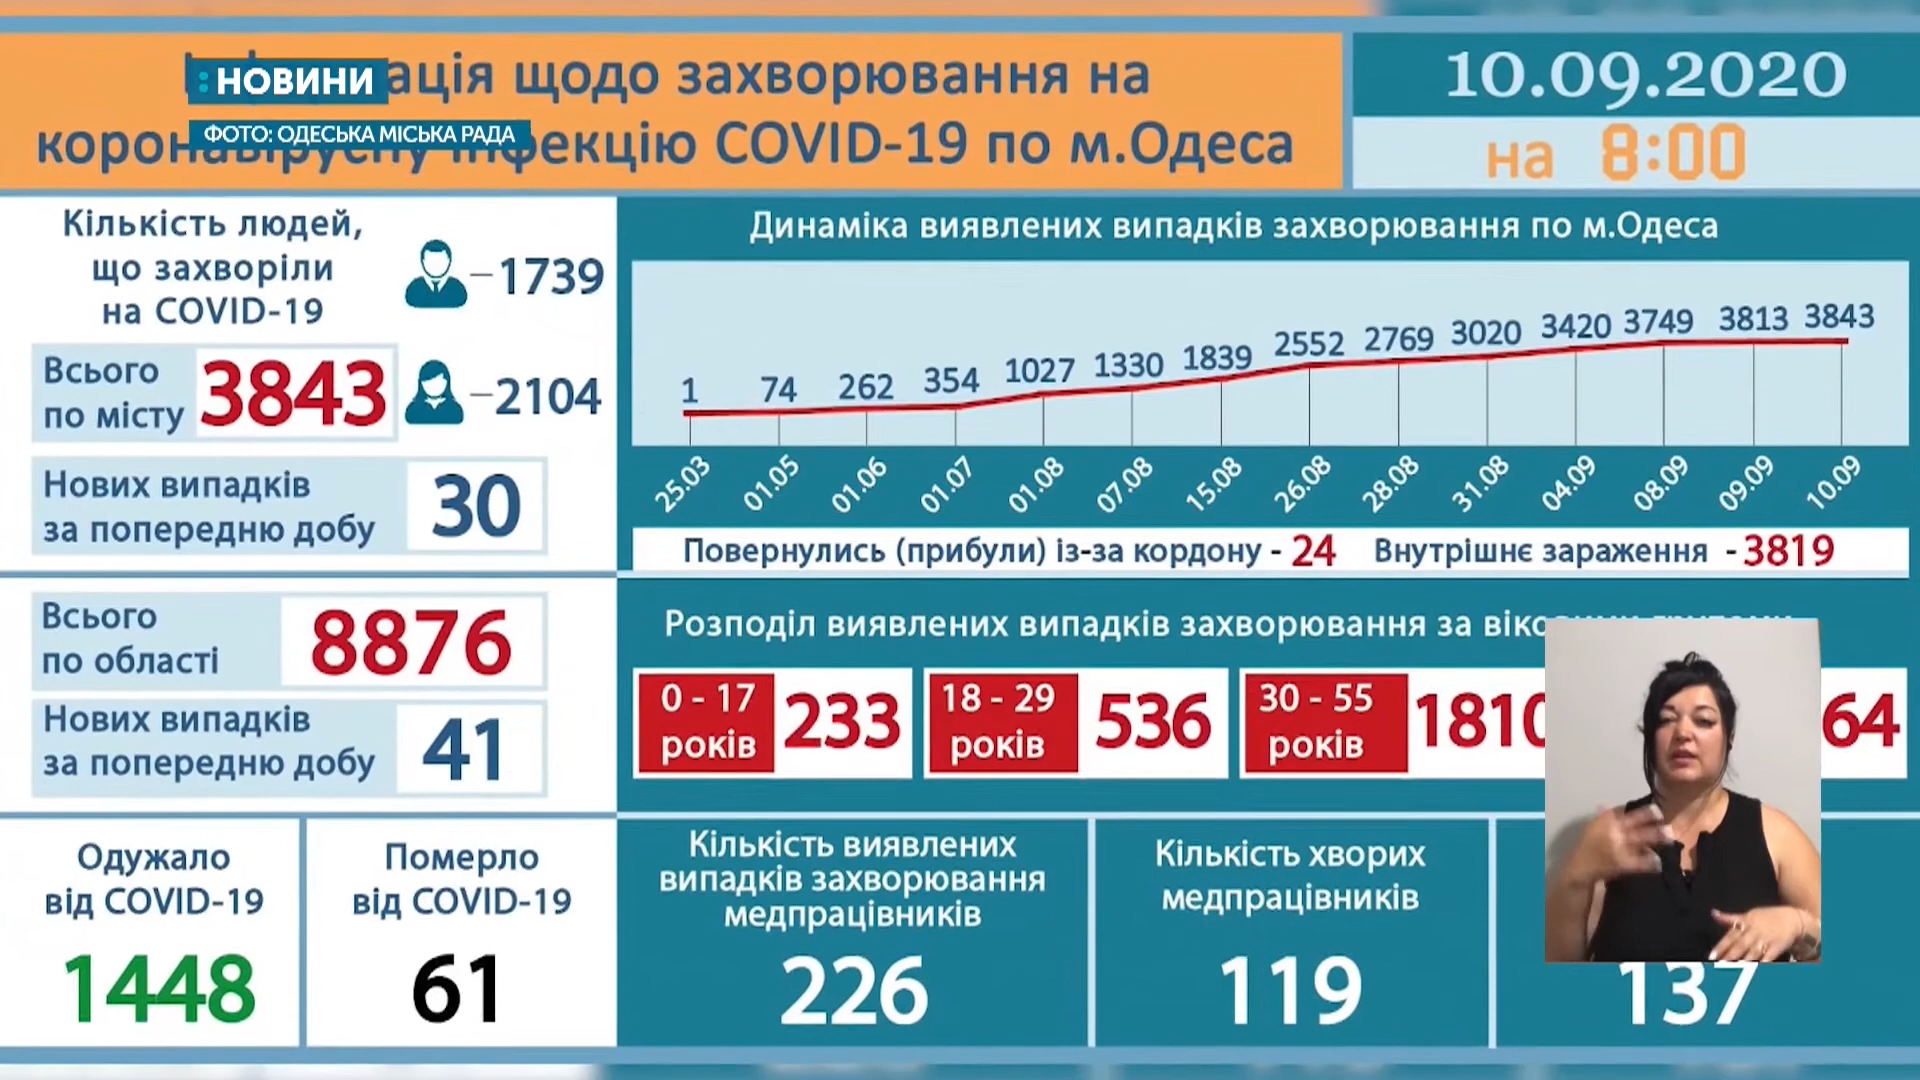 НОВИНИ
ФОТО: ОДЕСЬКА МІСЬКА РАДА
щодо захворювання на
інфекцію COVID-19 по м.Одеса
10.09.2020
на 8:00
Кількість людей,
що захворіли
на COVID-19
–1739
Всього
по місту
3843
–2104
Нових випадків
за попередню добу
30
Всього
по області
8876
Нових випадків
за попередню добу
41
Одужало
від COVID-19
1448
Померло
від COVID-19
61
Динаміка виявлених випадків захворювання по м.Одеса
1 74 262 354 1027 1330 1839 2552 2769 3020 3420 3749 3813 3843
25.03 01.05 01.06 01.07 01.08 07.08 15.08 26.08 28.08 31.08 04.09 08.09 09.09 10.09
Повернулись (прибули) із-за кордону - 24 Внутрішнє зараження - 3819
Розподіл виявлених випадків захворювання за
0 - 17
років
233
18 - 29
років
536
30 - 55
років
1810
64
Кількість виявлених
випадків захворювання
медпрацівників
226
Кількість хворих
медпрацівників
119
137